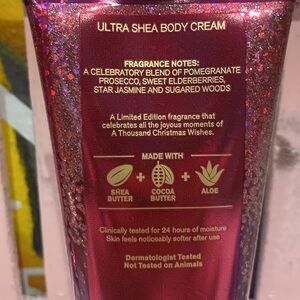 ULTRA SHEA BODY CREAM
FRAGRANCE NOTES:
A CELEBRATORY BLEND OF POMEGRANATE
PROSECCO, SWEET ELDERBERRIES,
STAR JASMINE AND SUGARED WOODS
A Limited Edition fragrance that
celebrates all the joyous moments of
A Thousand Christmas Wishes.
MADE WITH
SHEA BUTTER + COCOA BUTTER + ALOE
Clinically tested for 24 hours of moisture
Skin feels noticeably softer after use
Dermatologist Tested
Not Tested on Animals